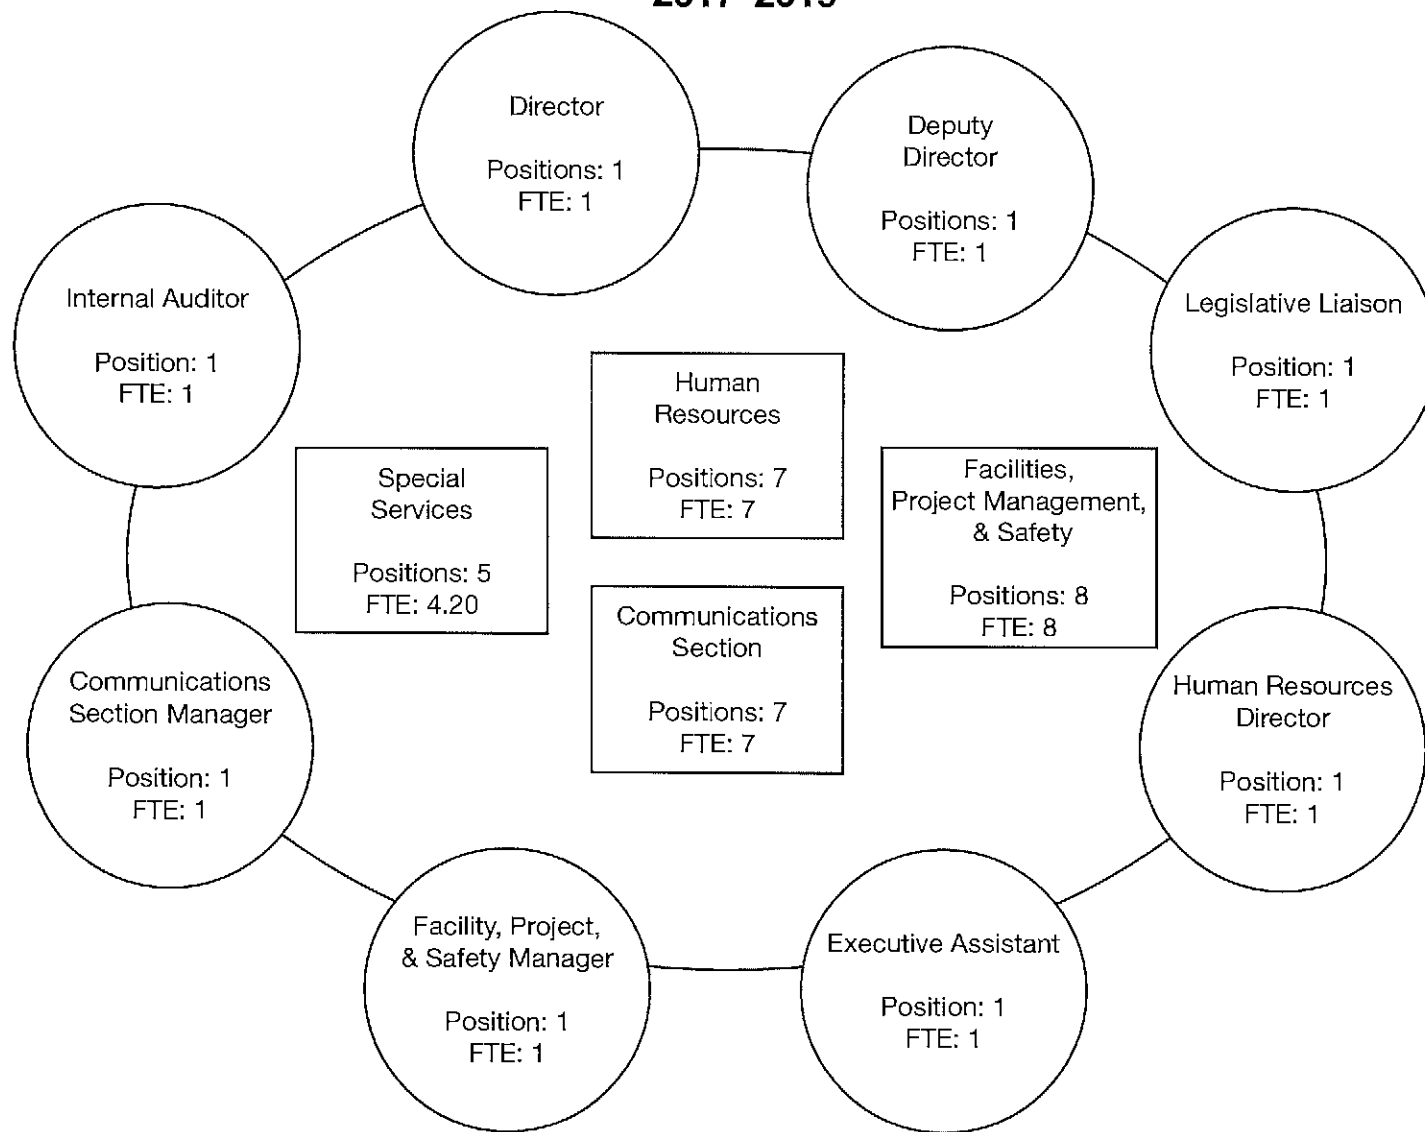 Director
Positions: 1
FTE: 1
Deputy
Director
Positions: 1
FTE: 1
Internal Auditor
Position: 1
FTE: 1
Legislative Liaison
Position: 1
FTE: 1
Human
Resources
Positions: 7
FTE: 7
Special
Services
Positions: 5
FTE: 4.20
Facilities,
Project Management,
& Safety
Positions: 8
FTE: 8
Communications
Section
Positions: 7
FTE: 7
Communications
Section Manager
Position: 1
FTE: 1
Human Resources
Director
Position: 1
FTE: 1
Facility, Project,
& Safety Manager
Position: 1
FTE: 1
Executive Assistant
Position: 1
FTE: 1